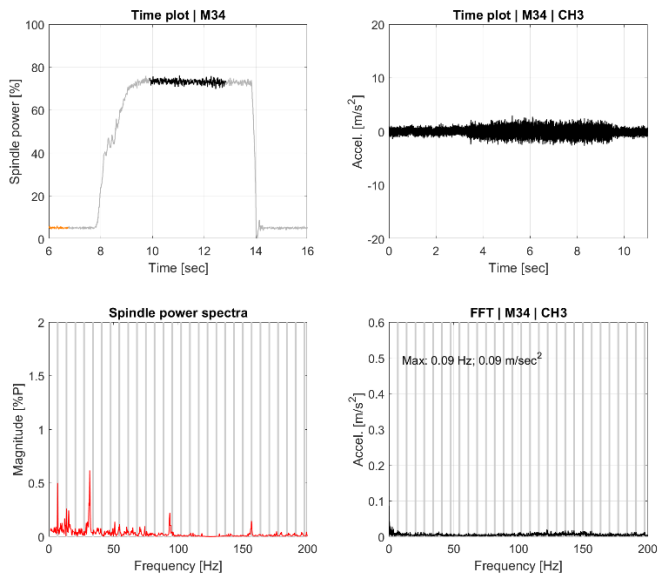 Time plot | M34
Spindle power [%]
100
80
60
40
20
0
6 8 10 12 14 16
Time [sec]
Time plot | M34 | CH3
Accel. [m/s²]
20
10
0
-10
-20
0 2 4 6 8 10
Time [sec]
Spindle power spectra
Magnitude [%P]
2
1.5
1
0.5
0
0 50 100 150 200
Frequency [Hz]
FFT | M34 | CH3
Accel. [m/s²]
0.6
0.5
0.4
0.3
0.2
0.1
0
Max: 0.09 Hz; 0.09 m/sec²
0 50 100 150 200
Frequency [Hz]